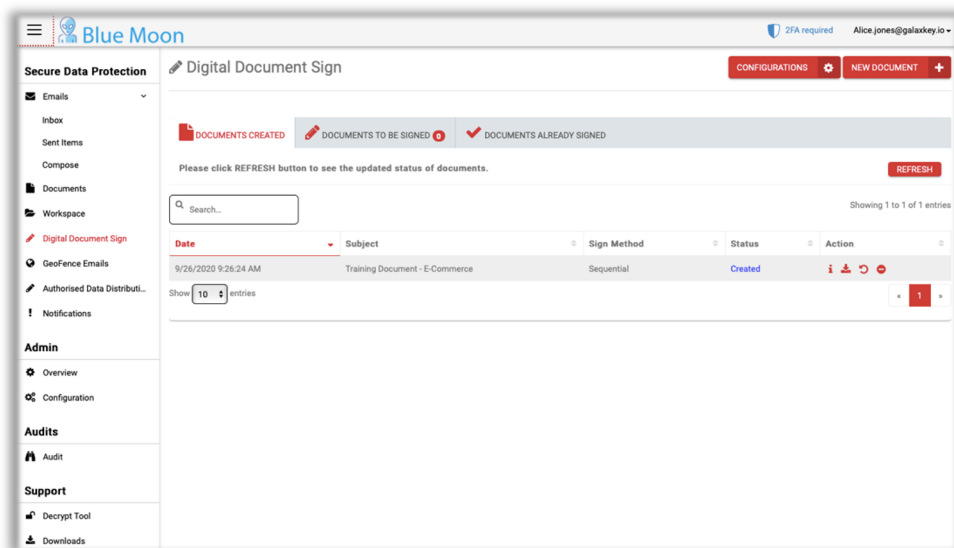 Blue Moon
2FA required
Alice.jones@galaxkey.io
Secure Data Protection
Emails
Inbox
Sent Items
Compose
Documents
Workspace
Digital Document Sign
GeoFence Emails
Authorised Data Distributi...
Notifications
Admin
Overview
Configuration
Audits
Audit
Support
Decrypt Tool
Downloads
Digital Document Sign
CONFIGURATIONS
NEW DOCUMENT
DOCUMENTS CREATED
DOCUMENTS TO BE SIGNED 0
DOCUMENTS ALREADY SIGNED
Please click REFRESH button to see the updated status of documents.
REFRESH
Search...
Showing 1 to 1 of 1 entries
Date Subject Sign Method Status Action
9/26/2020 9:26:24 AM Training Document - E-Commerce Sequential Created
Show 10 entries
« 1 »